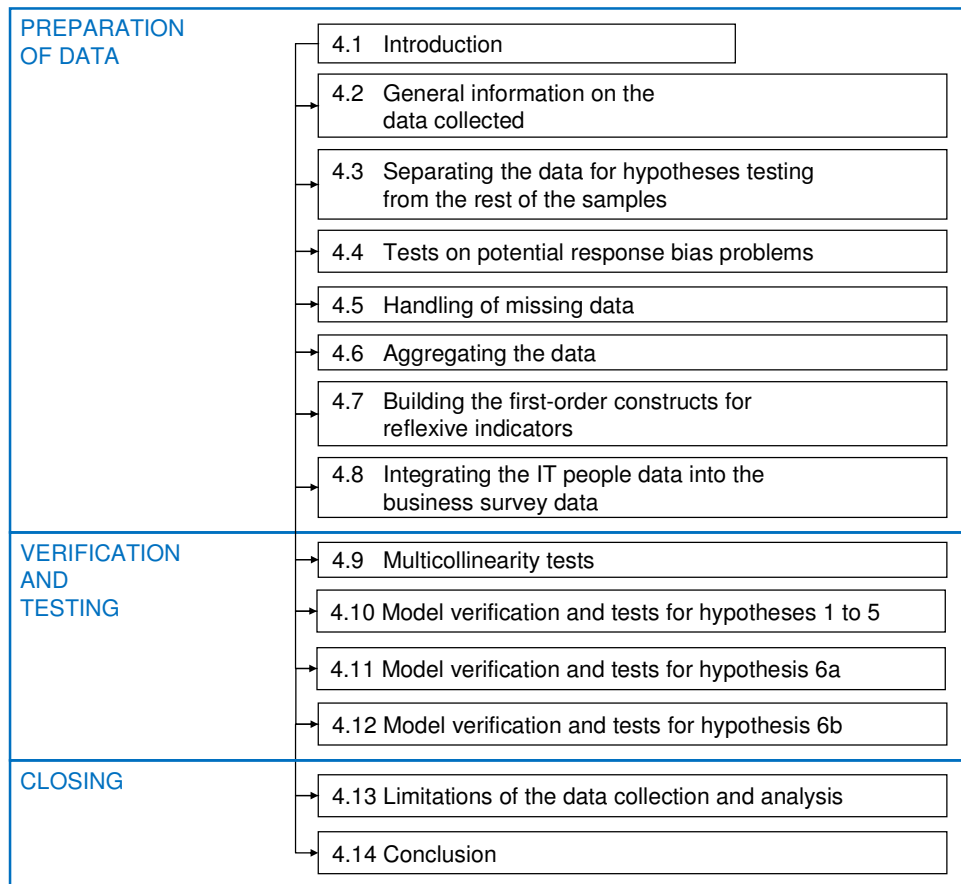 PREPARATION
OF DATA
4.1 Introduction
4.2 General information on the
data collected
4.3 Separating the data for hypotheses testing
from the rest of the samples
4.4 Tests on potential response bias problems
4.5 Handling of missing data
4.6 Aggregating the data
4.7 Building the first-order constructs for
reflexive indicators
4.8 Integrating the IT people data into the
business survey data
VERIFICATION
AND
TESTING
4.9 Multicollinearity tests
4.10 Model verification and tests for hypotheses 1 to 5
4.11 Model verification and tests for hypothesis 6a
4.12 Model verification and tests for hypothesis 6b
CLOSING
4.13 Limitations of the data collection and analysis
4.14 Conclusion